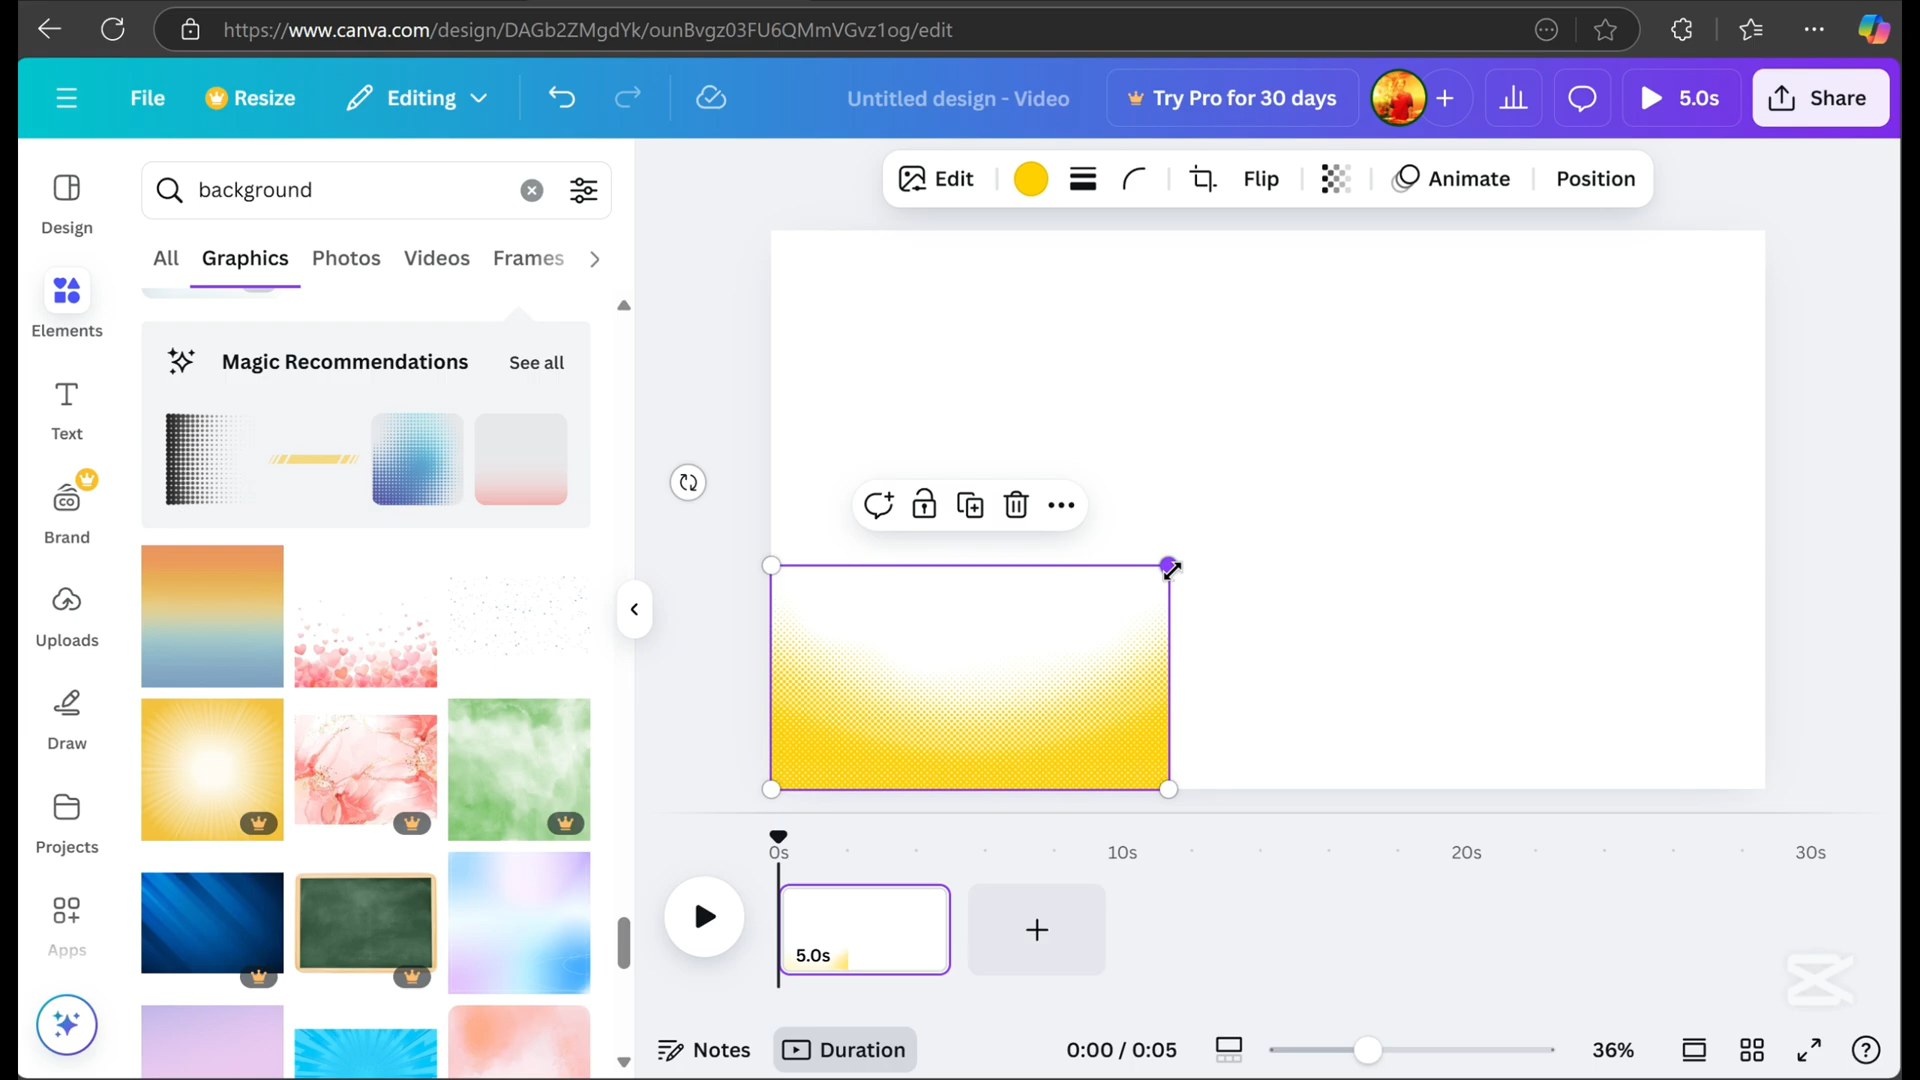 https://www.canva.com/design/DAGb2ZMgdYk/ounBvgz03FU6QMmVGvz1og/edit
File
Resize
Editing
Untitled design - Video
Try Pro for 30 days
5.0s
Share
background
Edit
Flip
Animate
Position
Design
All
Graphics
Photos
Videos
Frames
Elements
Magic Recommendations
See all
Text
CO
Brand
Uploads
Draw
Projects
0s
10s
20s
30s
5.0s
Apps
Notes
Duration
0:00 / 0:05
36%